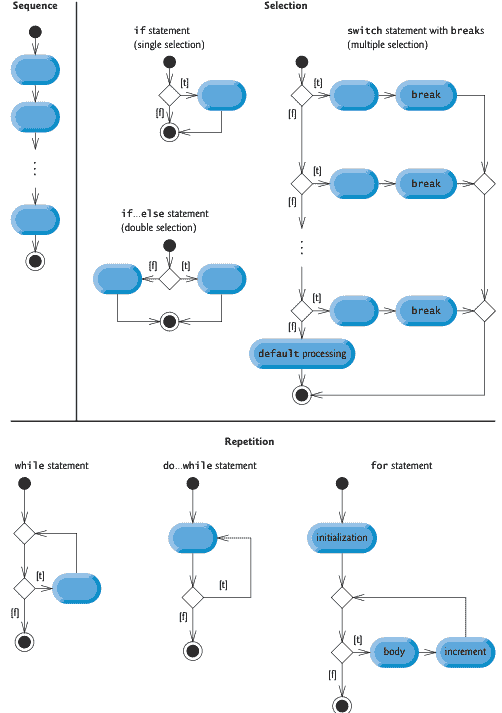 Sequence
Selection
if statement
(single selection)
[t]
[f]
if…else statement
(double selection)
[f]
[t]
switch statement with breaks
(multiple selection)
[t]
break
[f]
[t]
break
[f]
[t]
break
[f]
default processing
Repetition
while statement
[t]
[f]
do…while statement
[t]
[f]
for statement
initialization
[t]
body
increment
[f]